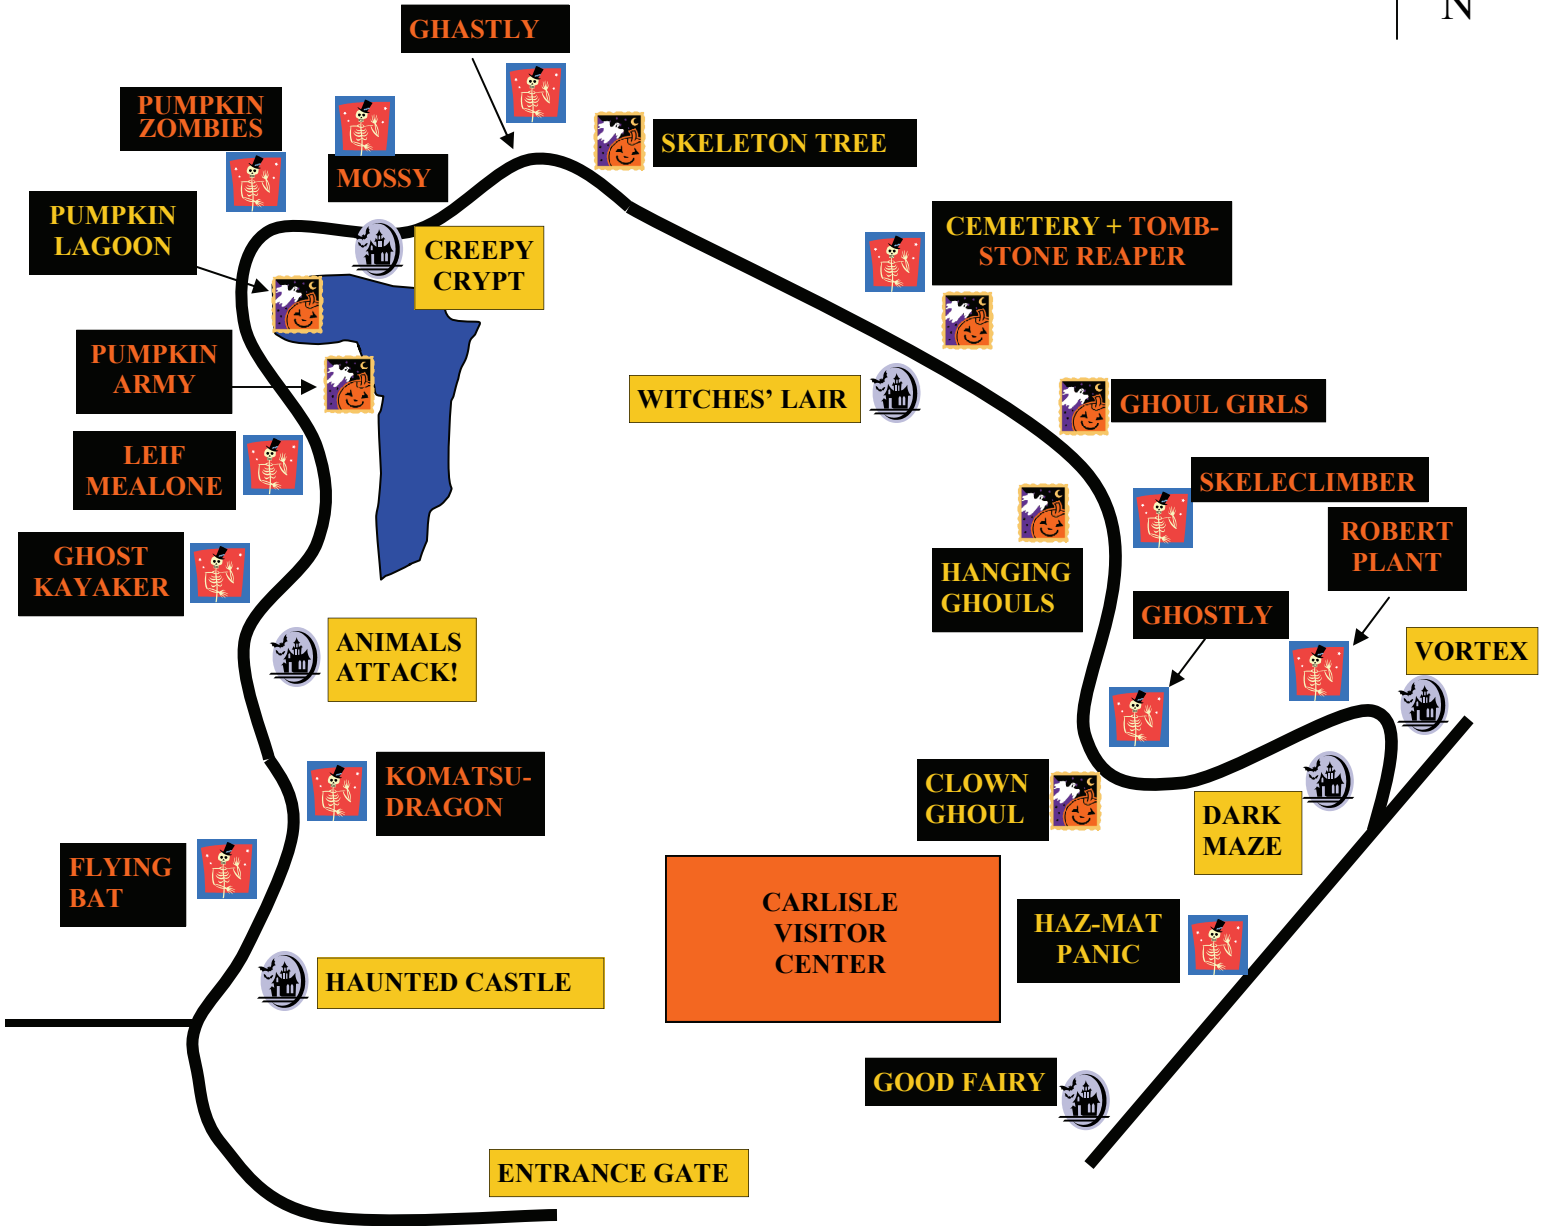 N
GHASTLY
PUMPKIN
ZOMBIES
MOSSY
SKELETON TREE
PUMPKIN
LAGOON
CREEPY
CRYPT
CEMETERY + TOMB-
STONE REAPER
PUMPKIN
ARMY
WITCHES’ LAIR
GHOUL GIRLS
LEIF
MEALONE
SKELECLIMBER
ROBERT
PLANT
GHOST
KAYAKER
HANGING
GHOULS
GHOSTLY
ANIMALS
ATTACK!
VORTEX
KOMATSU-
DRAGON
CLOWN
GHOUL
DARK
MAZE
FLYING
BAT
CARLISLE
VISITOR
CENTER
HAZ-MAT
PANIC
HAUNTED CASTLE
GOOD FAIRY
ENTRANCE GATE